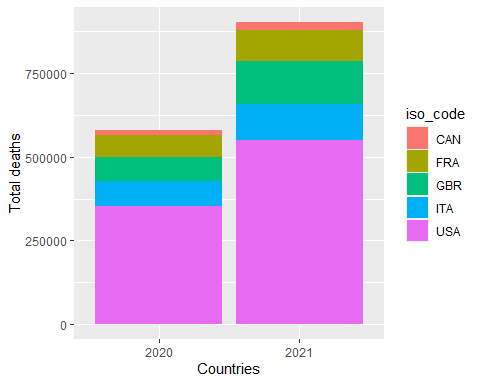 Total deaths
750000
500000
250000
0
2020
2021
Countries
iso_code
CAN
FRA
GBR
ITA
USA